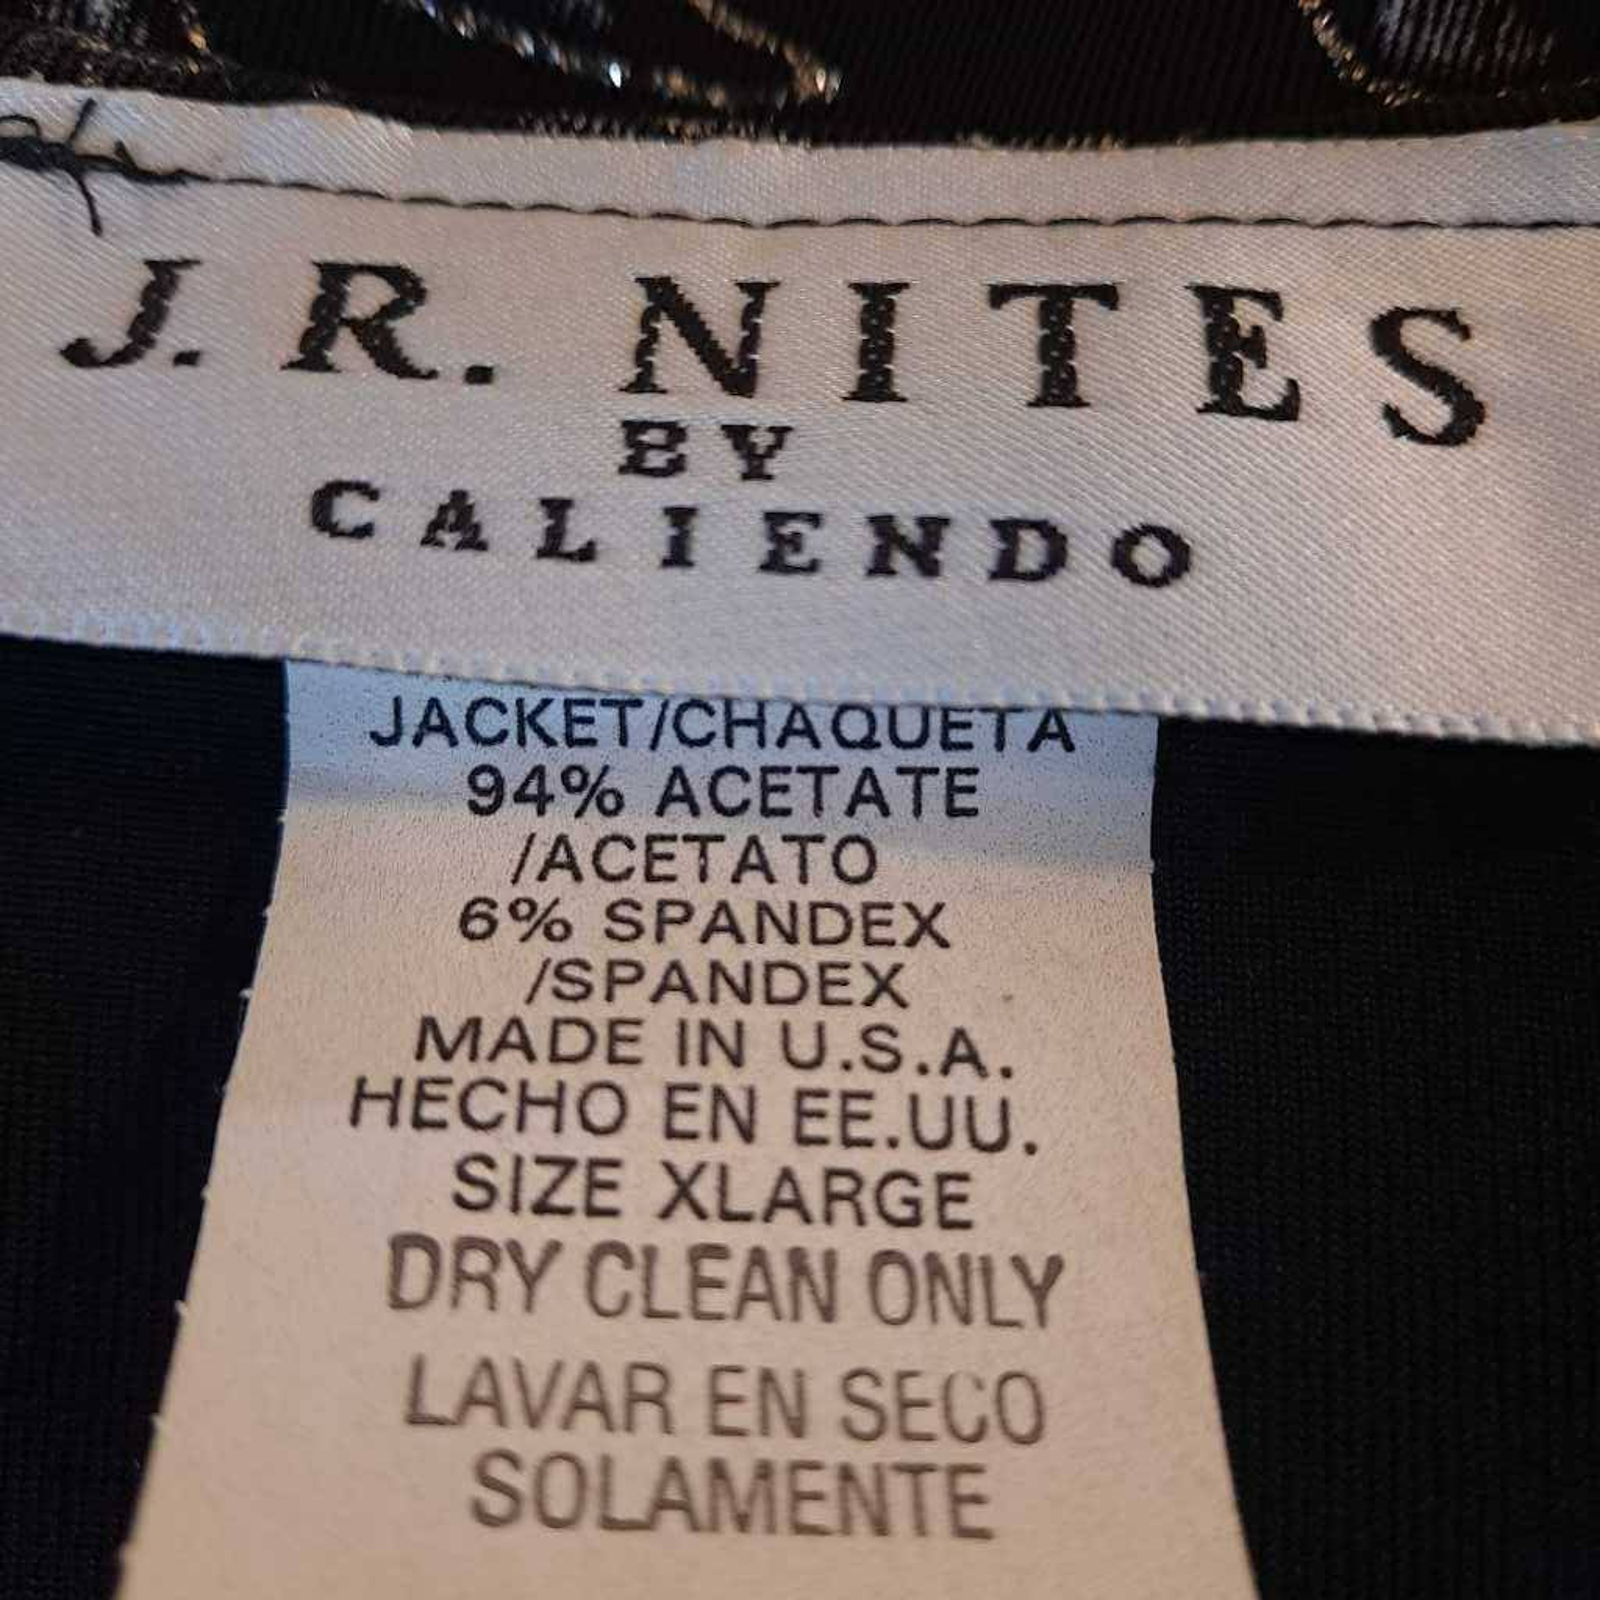 J.R. NITES
BY
CALIENDO
JACKET/CHAQUETA
94% ACETATE
/ACETATO
6% SPANDEX
/SPANDEX
MADE IN U.S.A.
HECHO EN EE.UU.
SIZE XLARGE
DRY CLEAN ONLY
LAVAR EN SECO
SOLAMENTE